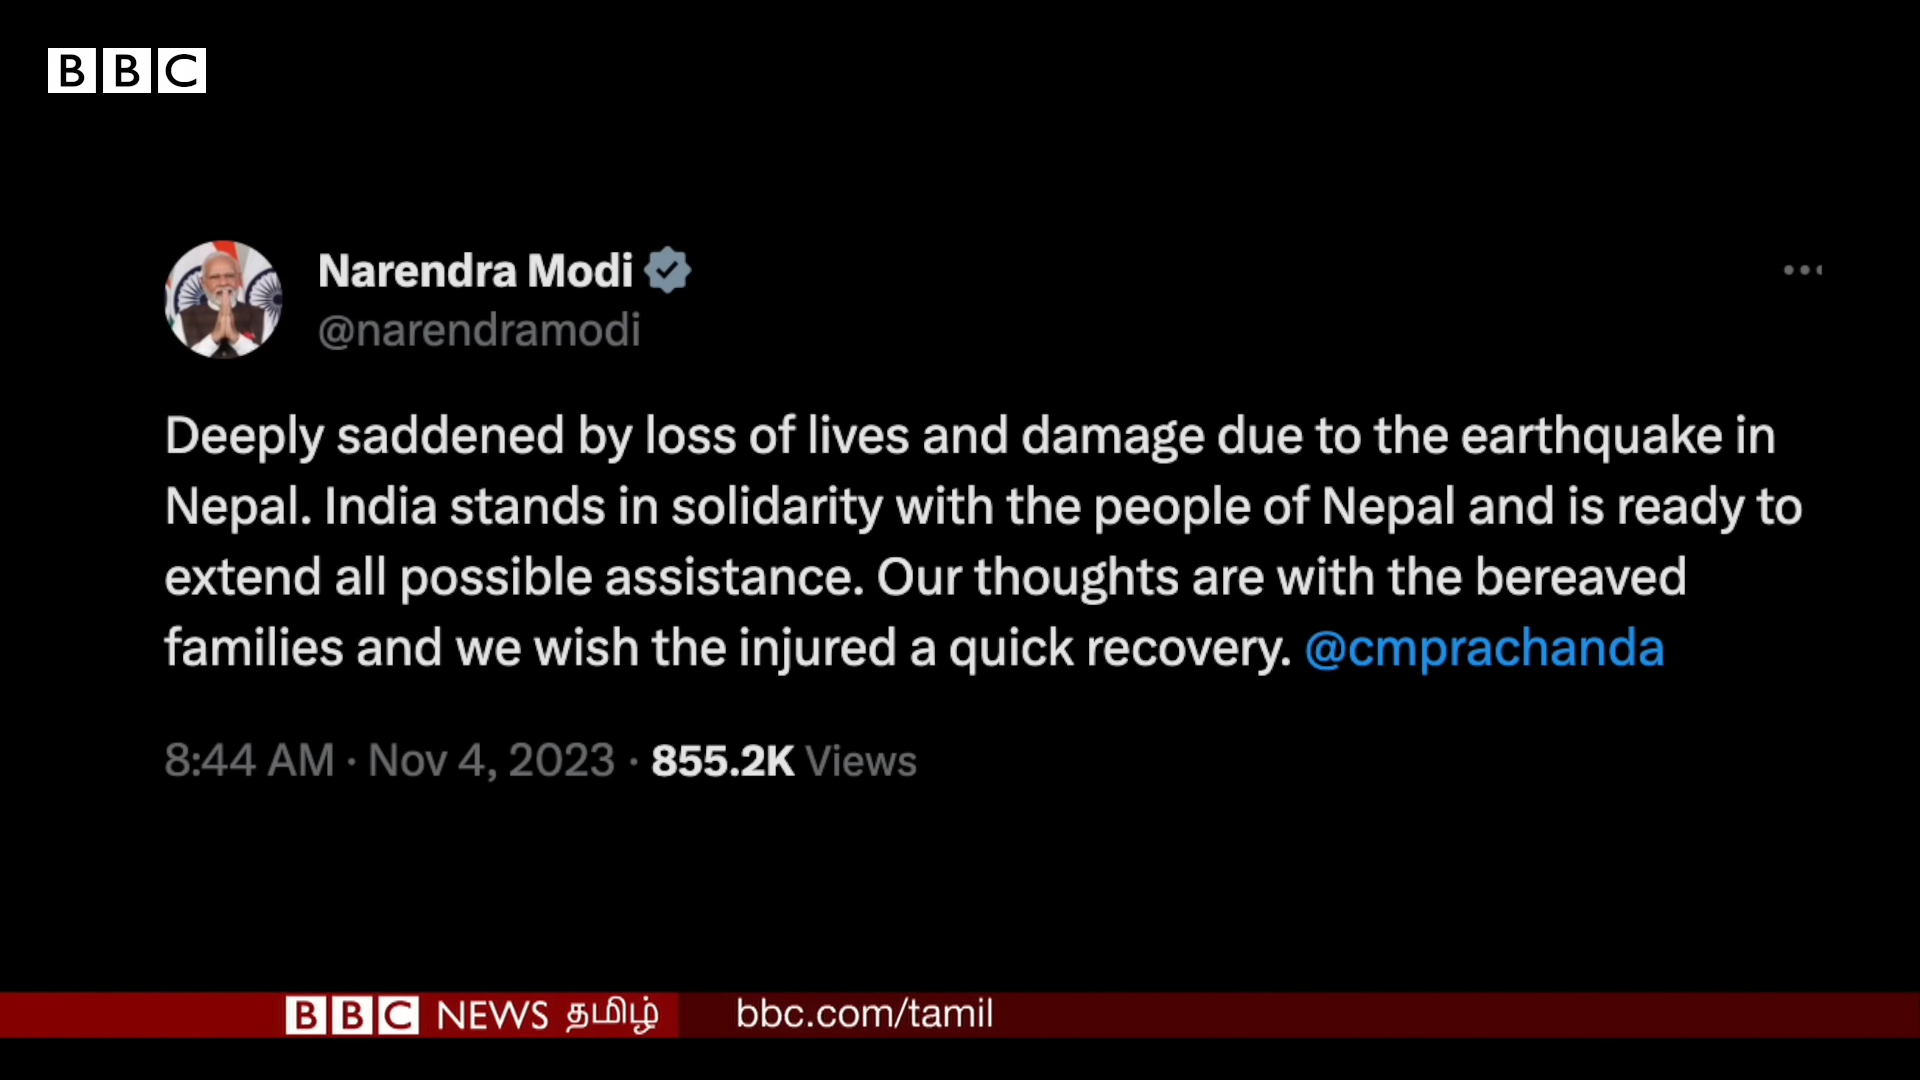 BBC
Narendra Modi
@narendramodi
Deeply saddened by loss of lives and damage due to the earthquake in
Nepal. India stands in solidarity with the people of Nepal and is ready to
extend all possible assistance. Our thoughts are with the bereaved
families and we wish the injured a quick recovery. @cmprachanda
8:44 AM · Nov 4, 2023 · 855.2K Views
BBC NEWS தமிழ் bbc.com/tamil